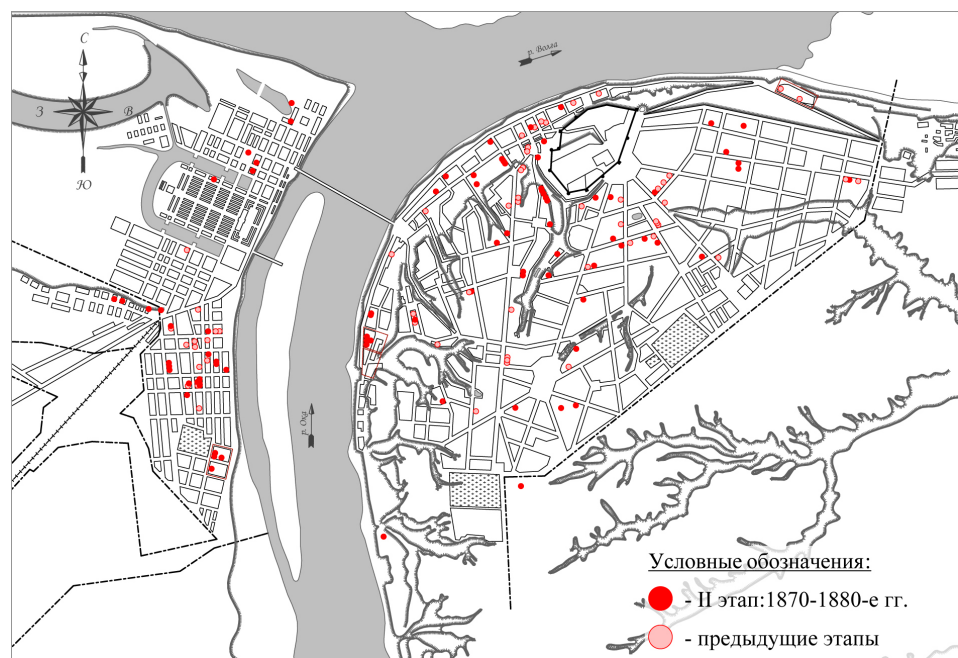 С
р. Волга
З
В
Ю
р. Ока
Условные обозначения:
- II этап:1870-1880-е гг.
- предыдущие этапы